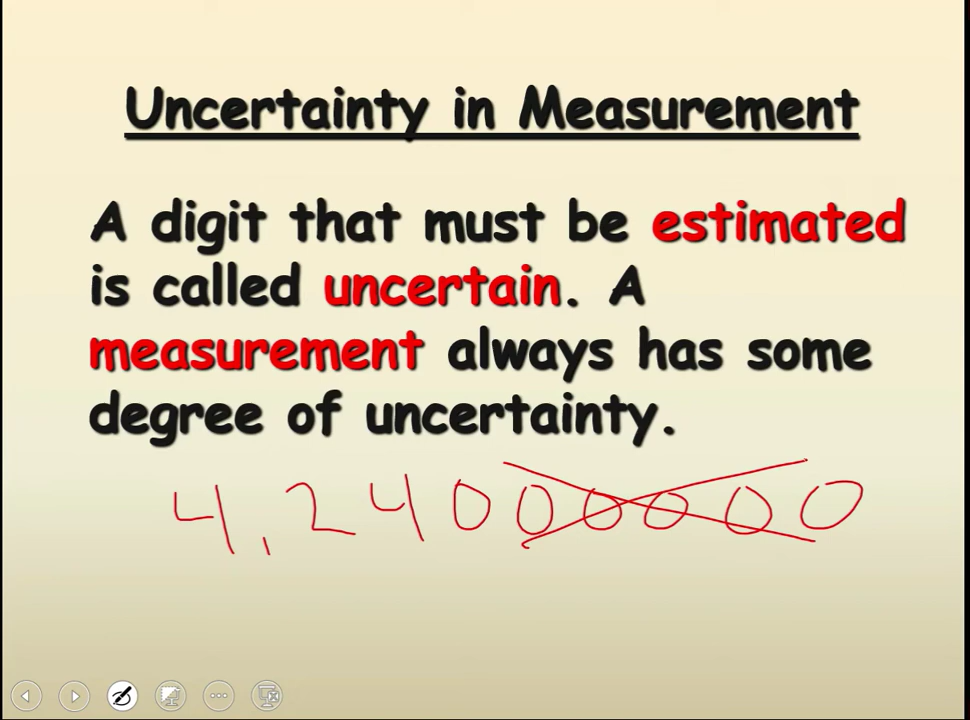 Uncertainty in Measurement
A digit that must be estimated
is called uncertain. A
measurement always has some
degree of uncertainty.
4,240000000